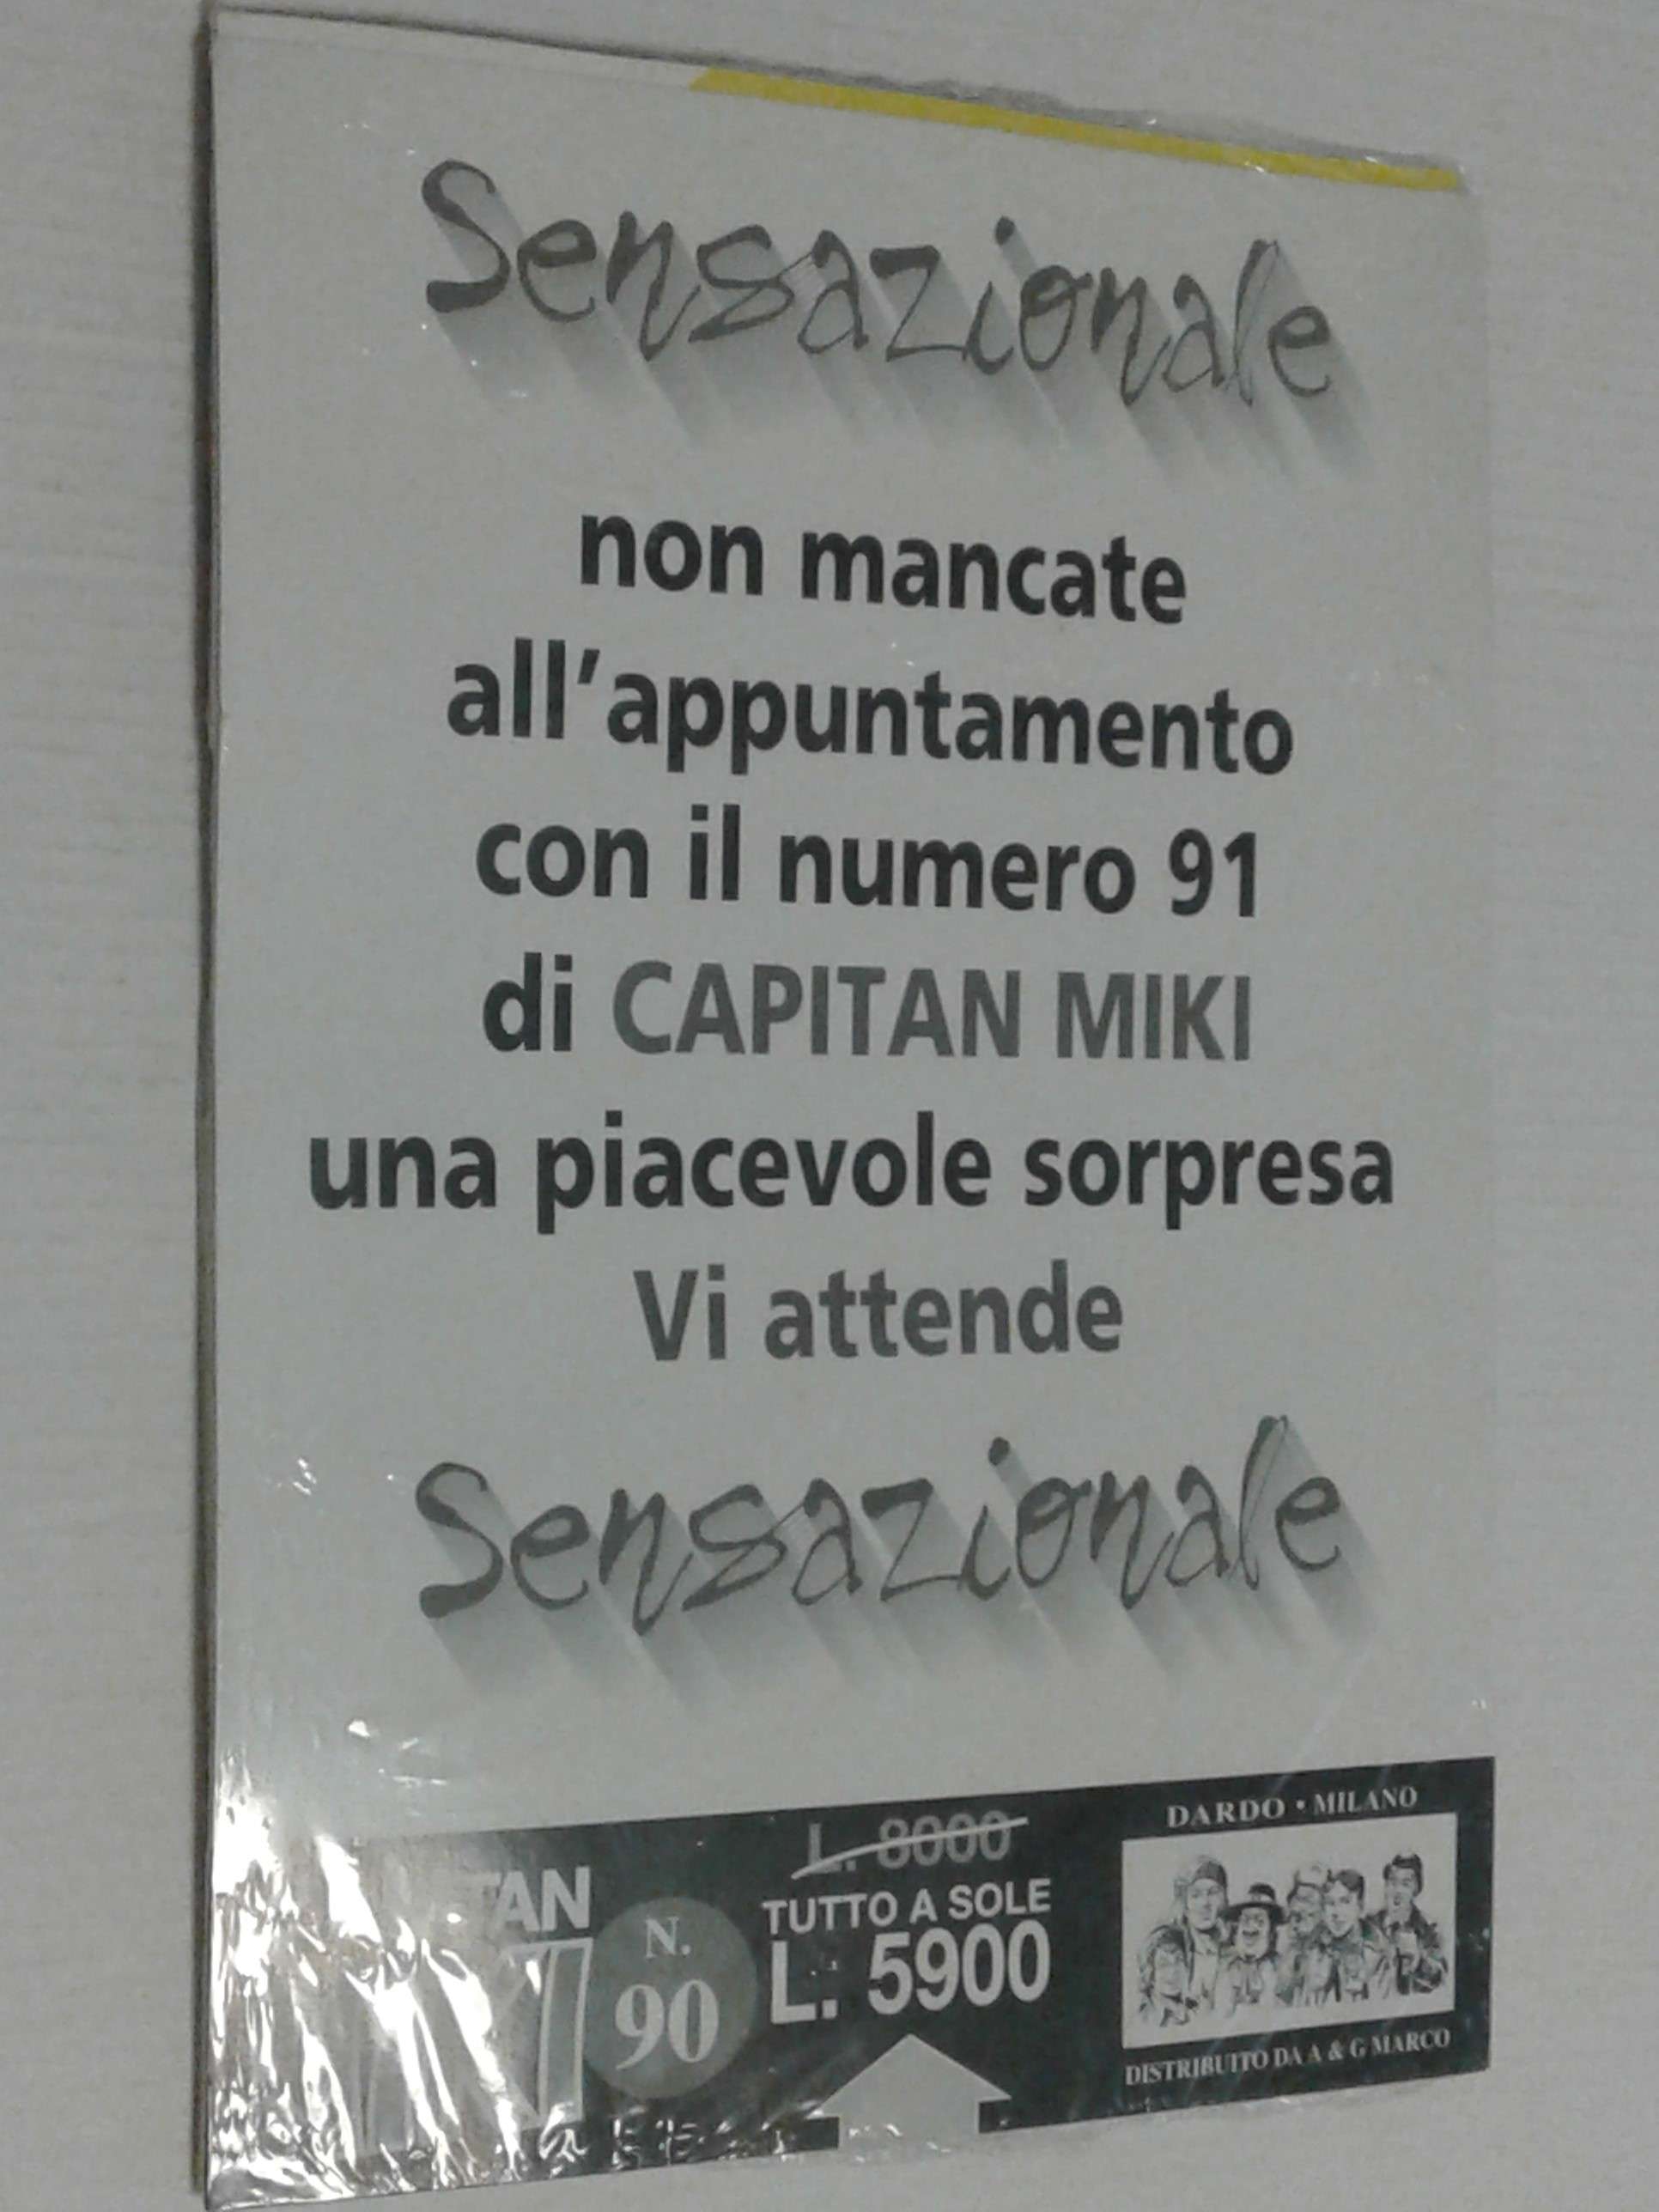 Sensazionale
non mancate
all'appuntamento
con il numero 91
di CAPITAN MIKI
una piacevole sorpresa
Vi attende
Sensazionale
N.
90
L. 8000
TUTTO A SOLE
L. 5900
DARDO • MILANO
DISTRIBUITO DA A & G MARCO